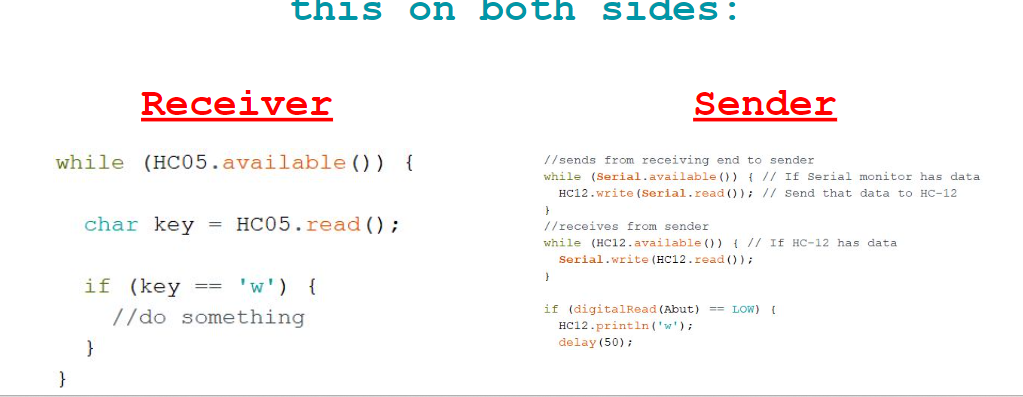 this on both sides:
Receiver
while (HC05.available()) {
char key = HC05.read();
if (key == 'w') {
//do something
}
}
Sender
//sends from receiving end to sender
while (Serial.available()) { // If Serial monitor has data
HC12.write(Serial.read()); // Send that data to HC-12
}
//receives from sender
while (HC12.available()) { // If HC-12 has data
Serial.write(HC12.read());
}
if (digitalRead(Abut) == LOW) {
HC12.println('w');
delay(50);